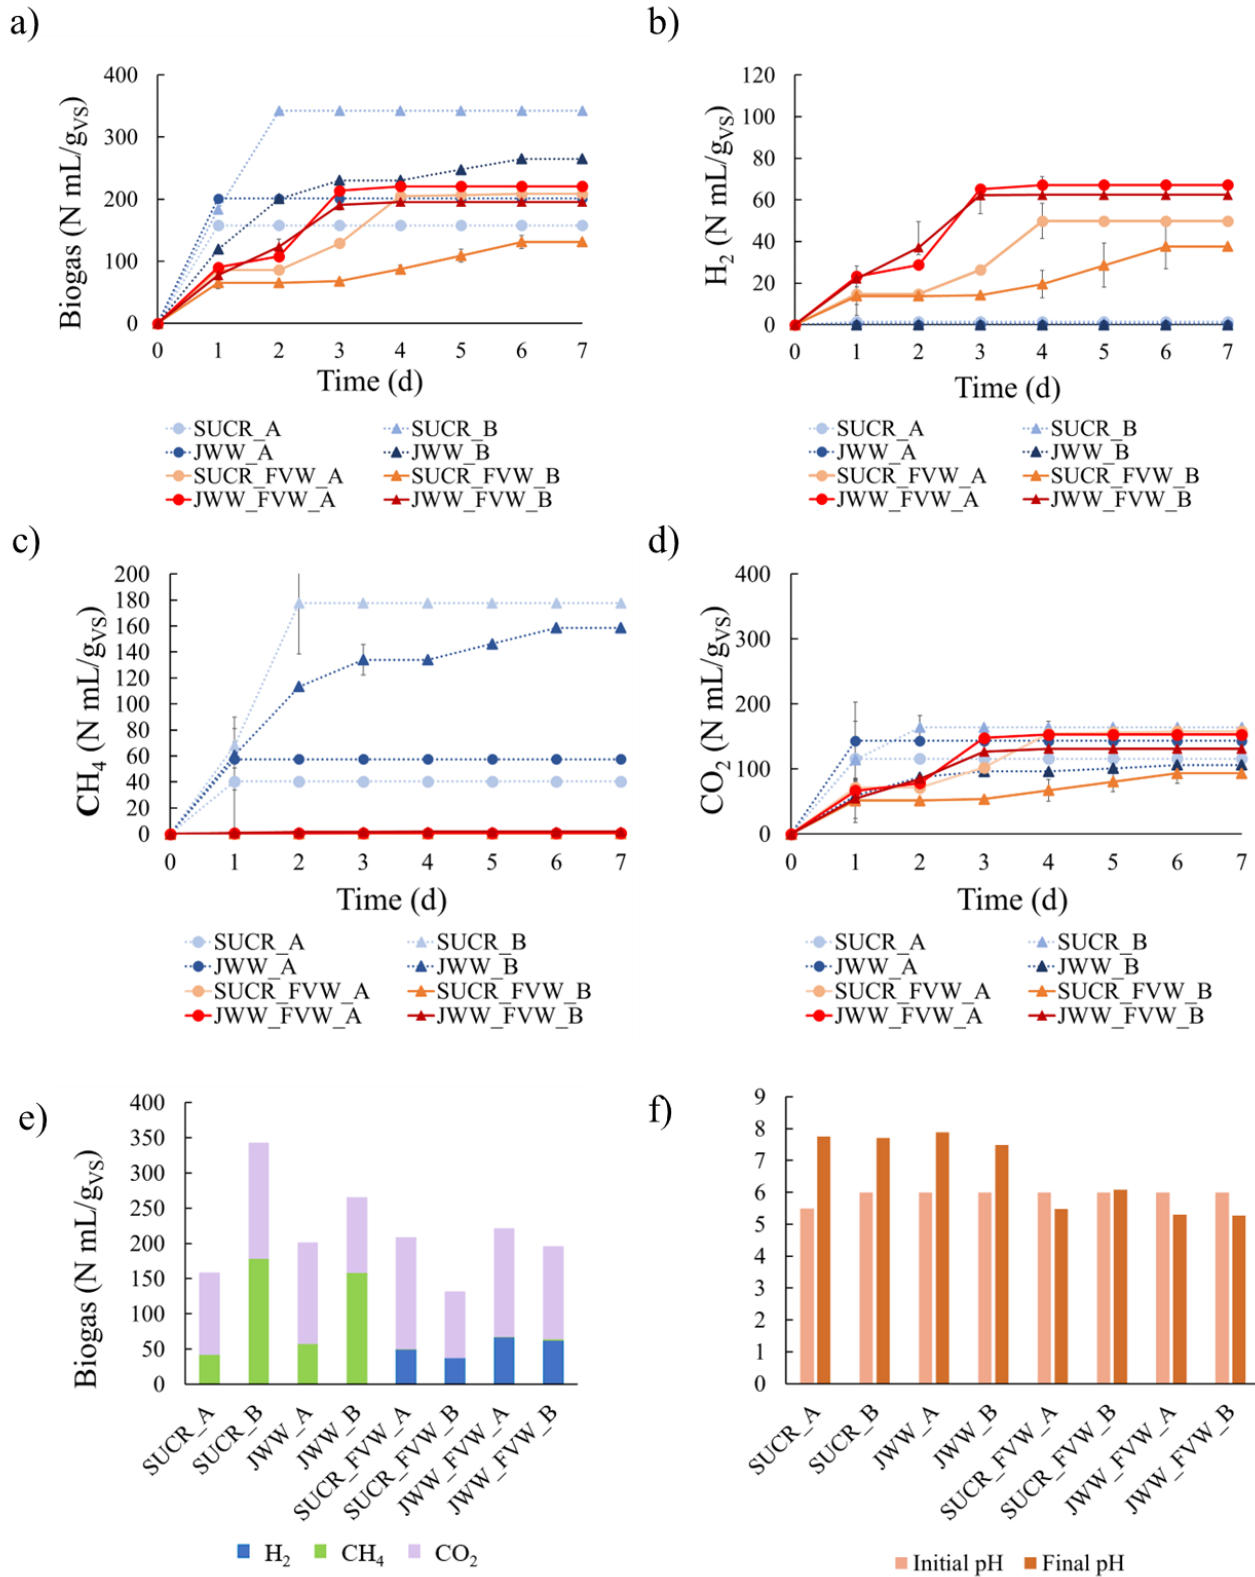 a)
Biogas (N mL/gVS)
400
300
200
100
0
0 1 2 3 4 5 6 7
Time (d)
SUCR_A SUCR_B
JWW_A JWW_B
SUCR_FVW_A SUCR_FVW_B
JWW_FVW_A JWW_FVW_B
b)
H2 (N mL/gVS)
120
100
80
60
40
20
0
0 1 2 3 4 5 6 7
Time (d)
SUCR_A SUCR_B
JWW_A JWW_B
SUCR_FVW_A SUCR_FVW_B
JWW_FVW_A JWW_FVW_B
c)
CH4 (N mL/gVS)
200
180
160
140
120
100
80
60
40
20
0
0 1 2 3 4 5 6 7
Time (d)
SUCR_A SUCR_B
JWW_A JWW_B
SUCR_FVW_A SUCR_FVW_B
JWW_FVW_A JWW_FVW_B
d)
CO2 (N mL/gVS)
400
300
200
100
0
0 1 2 3 4 5 6 7
Time (d)
SUCR_A SUCR_B
JWW_A JWW_B
SUCR_FVW_A SUCR_FVW_B
JWW_FVW_A JWW_FVW_B
e)
Biogas (N mL/gVS)
400
350
300
250
200
150
100
50
0
SUCR_A
SUCR_B
JWW_A
JWW_B
SUCR_FVW_A
SUCR_FVW_B
JWW_FVW_A
JWW_FVW_B
H2 CH4 CO2
f)
9
8
7
6
5
4
3
2
1
0
SUCR_A
SUCR_B
JWW_A
JWW_B
SUCR_FVW_A
SUCR_FVW_B
JWW_FVW_A
JWW_FVW_B
Initial pH Final pH